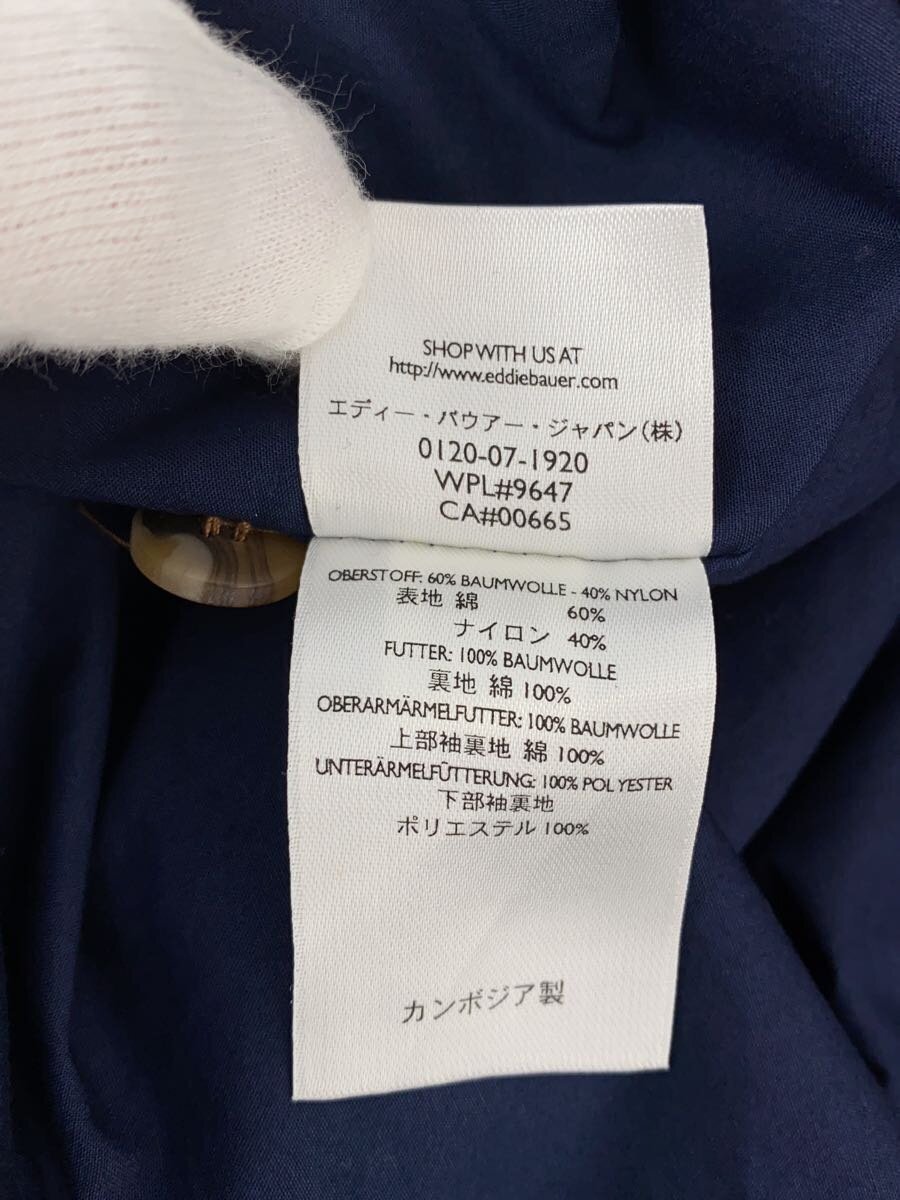 SHOP WITH US AT
http://www.eddiebauer.com
エディー・バウアー・ジャパン(株)
0120-07-1920
WPL#9647
CA#00665
OBERSTOFF: 60% BAUMWOLLE - 40% NYLON
表地 綿 60%
ナイロン 40%
FUTTER: 100% BAUMWOLLE
裏地 綿 100%
OBERARMÄRMELFUTTER: 100% BAUMWOLLE
上部袖裏地 綿 100%
UNTERÄRMELFÜTTERUNG: 100% POLYESTER
下部袖裏地
ポリエステル 100%
カンボジア製